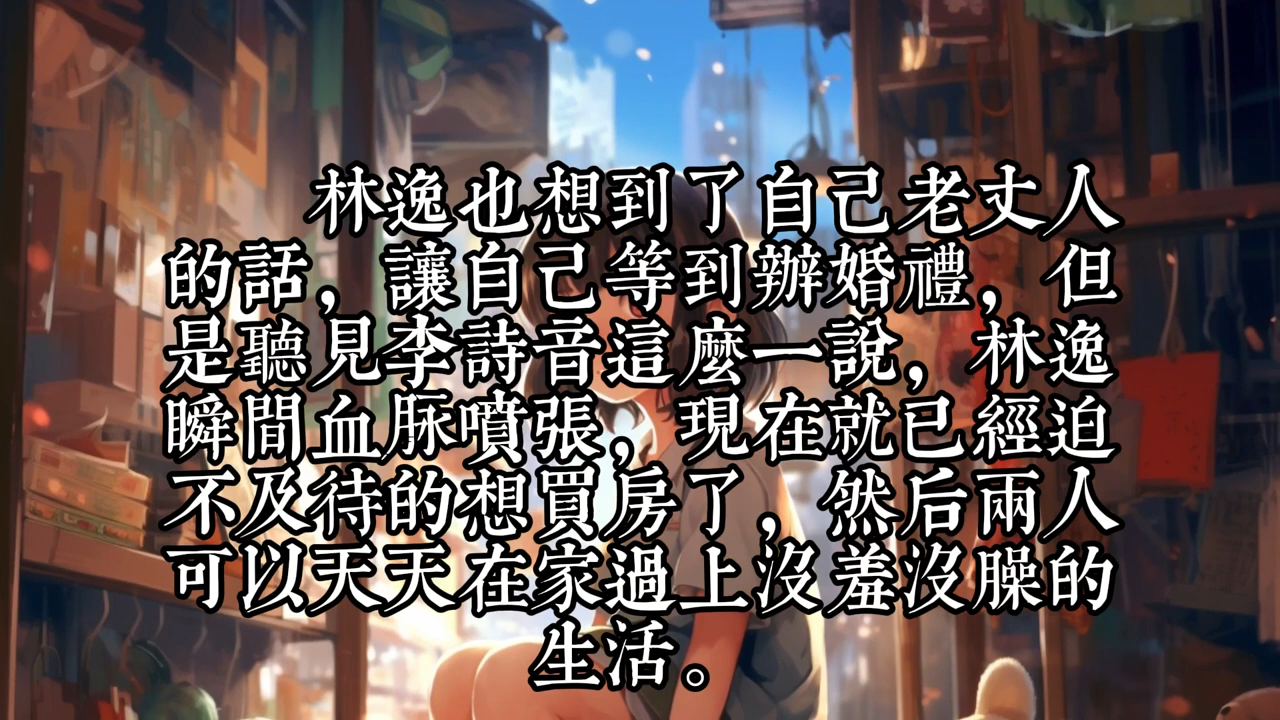 林逸也想到了自己老丈人
的話，讓自己等到辦婚禮，但
是聽見李詩音這麼一說，林逸
瞬間血脈噴張，現在就已經迫
不及待的想買房了，然后兩人
可以天天在家過上沒羞沒臊的
生活。